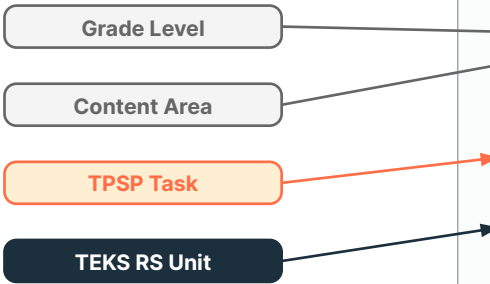 Grade Level
Content Area
TPSP Task
TEKS RS Unit